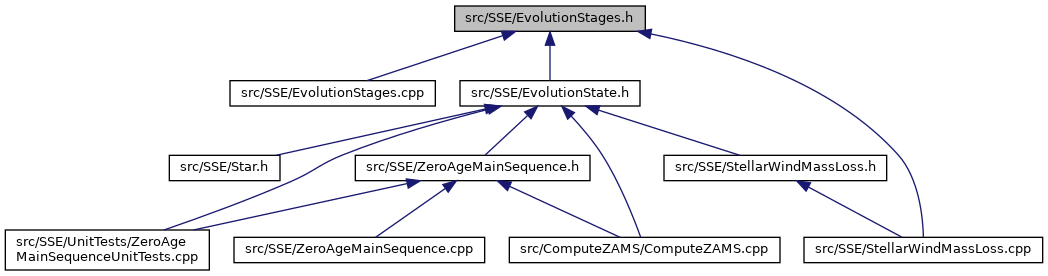 src/SSE/EvolutionStages.h
src/SSE/EvolutionStages.cpp
src/SSE/EvolutionState.h
src/SSE/Star.h
src/SSE/ZeroAgeMainSequence.h
src/SSE/StellarWindMassLoss.h
src/SSE/UnitTests/ZeroAge
MainSequenceUnitTests.cpp
src/SSE/ZeroAgeMainSequence.cpp
src/ComputeZAMS/ComputeZAMS.cpp
src/SSE/StellarWindMassLoss.cpp